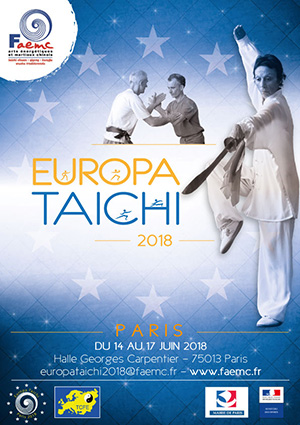 Faemc
arts énergétiques
et martiaux chinois
EUROPA
TAICHI
2018
PARIS
DU 14 AU 17 JUIN 2018
Halle Georges Carpentier – 75013 Paris
europataichi2018@faemc.fr - www.faemc.fr
TCFE
MAIRIE DE PARIS